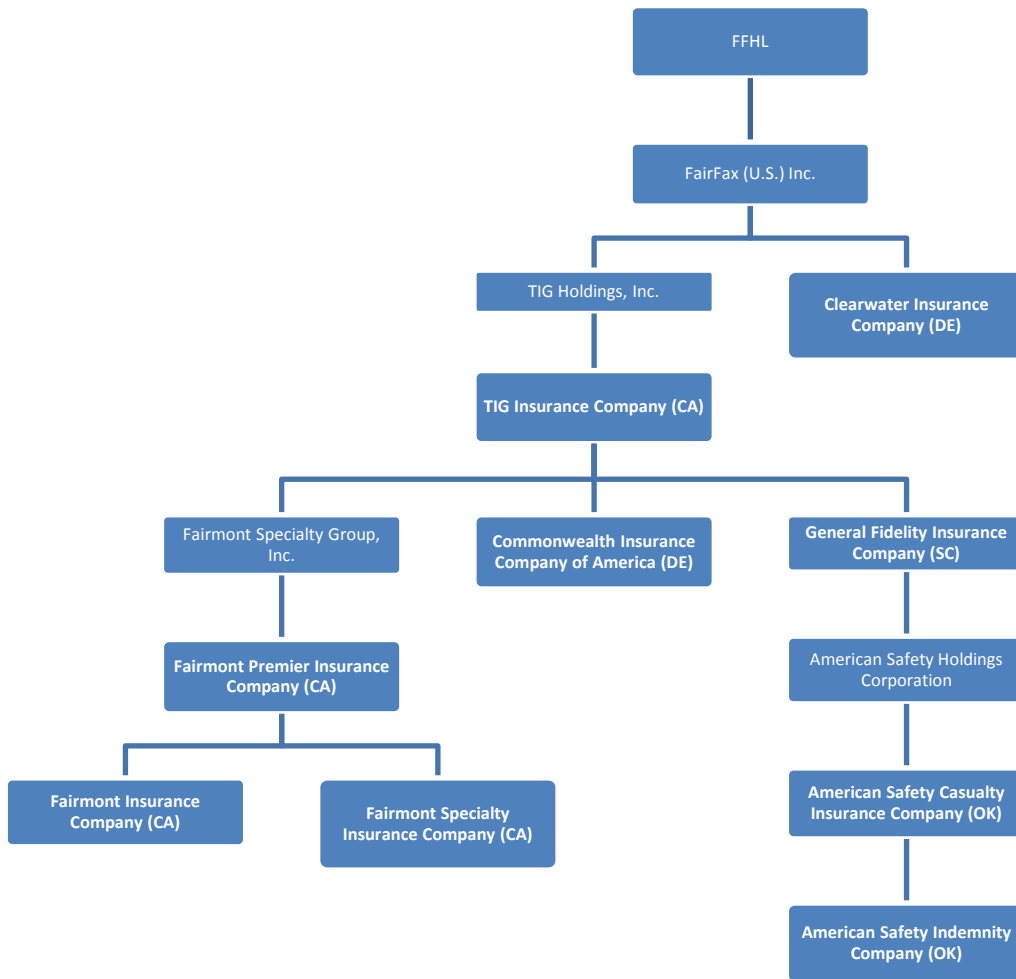 FFHL
FairFax (U.S.) Inc.
TIG Holdings, Inc.
Clearwater Insurance
Company (DE)
TIG Insurance Company (CA)
Fairmont Specialty Group,
Inc.
Commonwealth Insurance
Company of America (DE)
General Fidelity Insurance
Company (SC)
Fairmont Premier Insurance
Company (CA)
American Safety Holdings
Corporation
Fairmont Insurance
Company (CA)
Fairmont Specialty
Insurance Company (CA)
American Safety Casualty
Insurance Company (OK)
American Safety Indemnity
Company (OK)